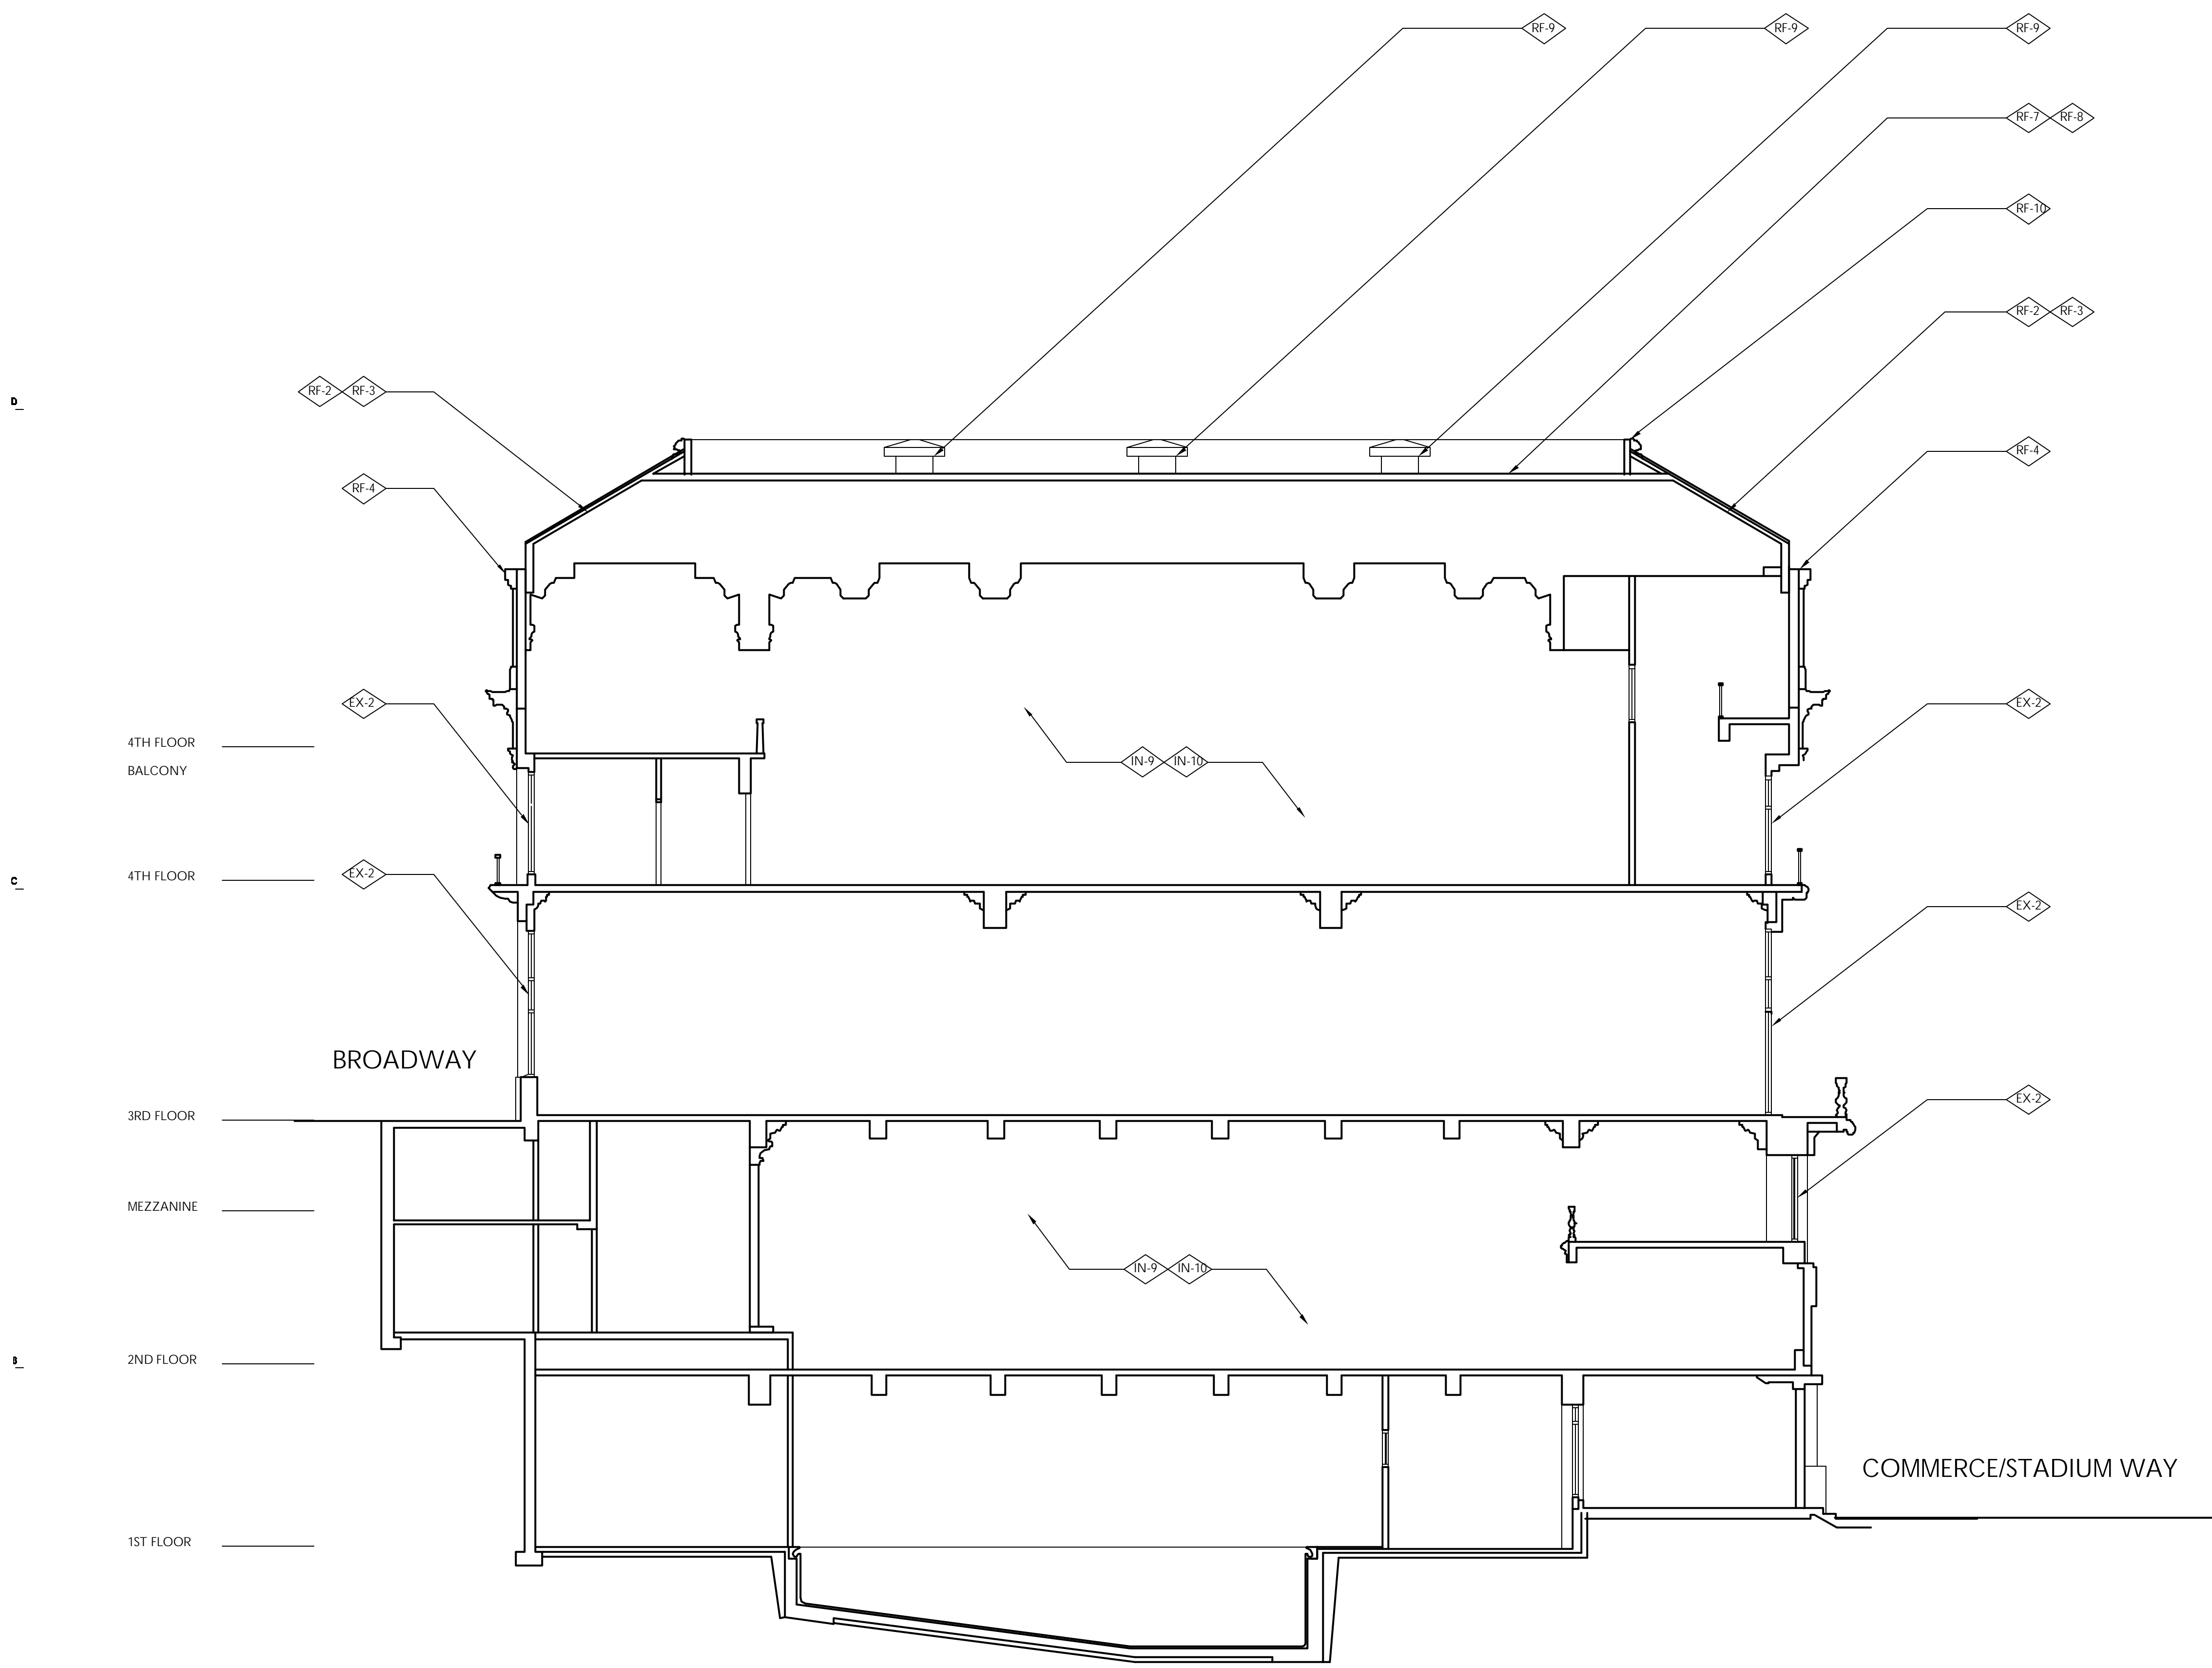 RF-9 RF-9 RF-9
RF-7 RF-8
RF-10
RF-2 RF-3
RF-2 RF-3
D
RF-4
RF-4
EX-2 EX-2
4TH FLOOR
BALCONY
IN-9 IN-10
4TH FLOOR
C
EX-2
EX-2
BROADWAY
3RD FLOOR
EX-2
MEZZANINE
IN-9 IN-10
2ND FLOOR
B
COMMERCE/STADIUM WAY
1ST FLOOR